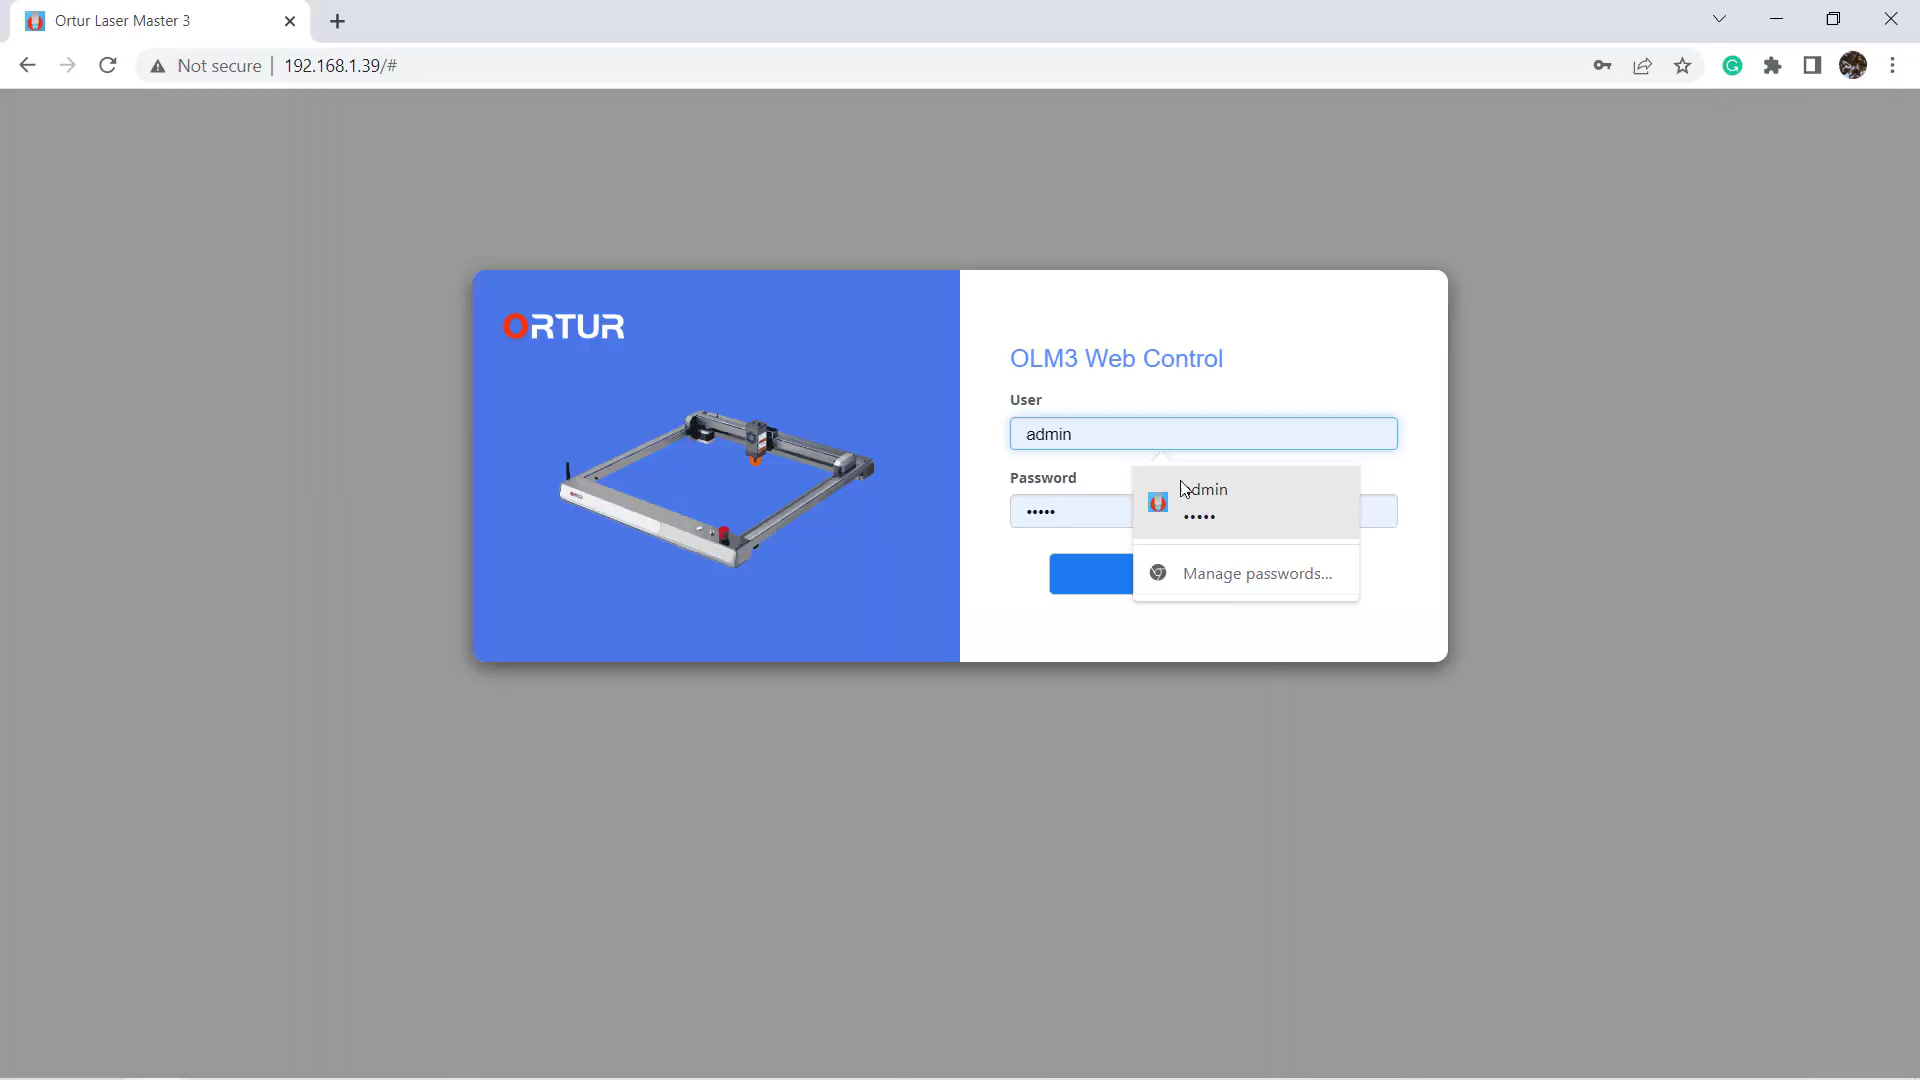 Ortur Laser Master 3
Not secure
192.168.1.39/#
ORTUR
OLM3 Web Control
User
admin
Password
•••••
admin
•••••
Manage passwords...